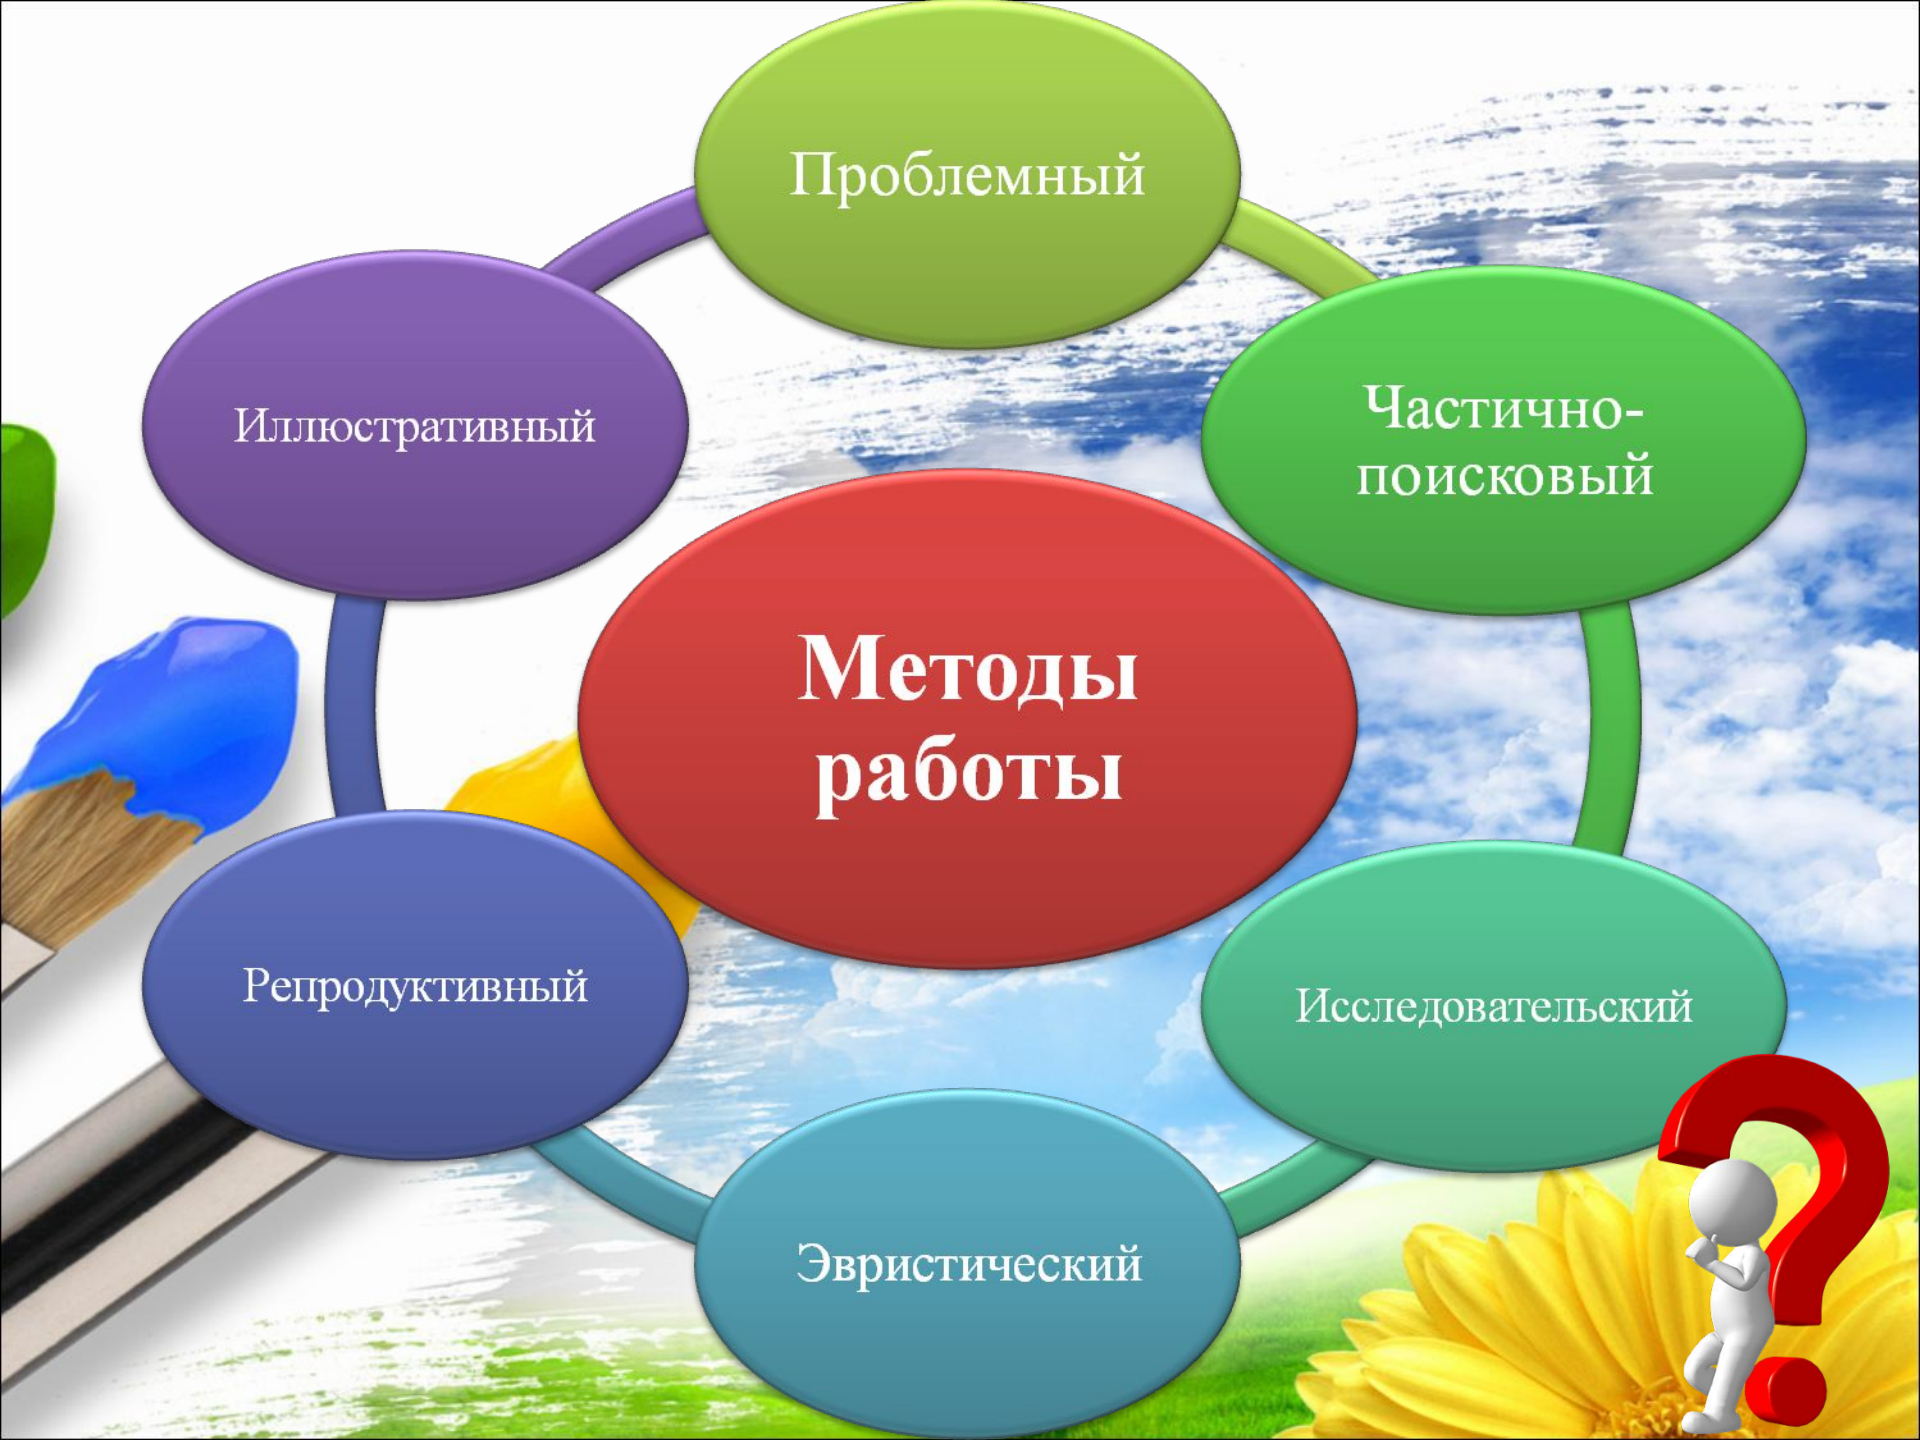 Проблемный
Иллюстративный
Частично-
поисковый
Методы
работы
Репродуктивный
Исследовательский
Эвристический